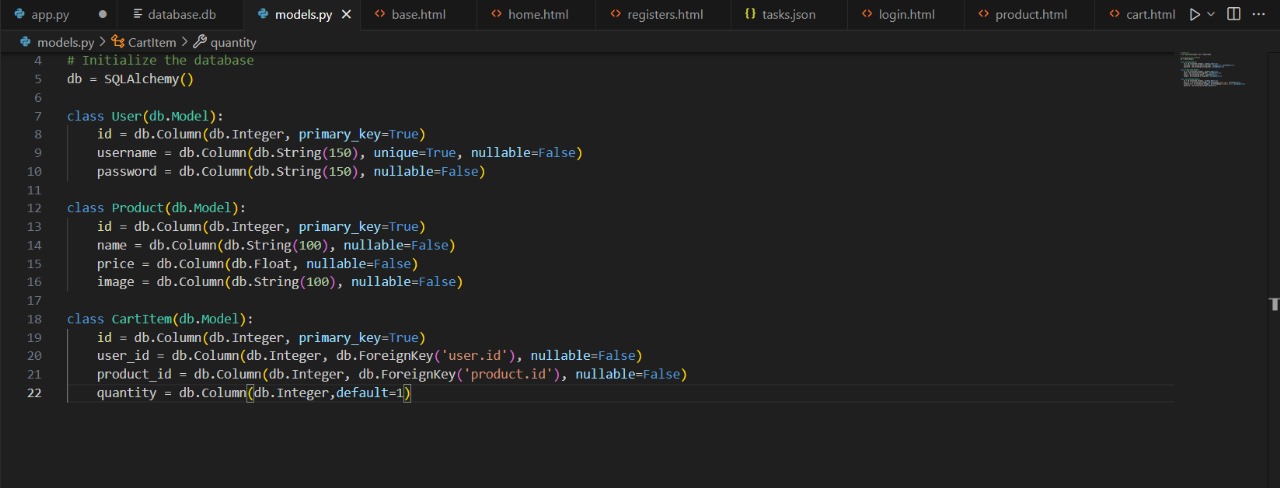 app.py database.db models.py base.html home.html registers.html tasks.json login.html product.html cart.html
models.py > CartItem > quantity
4 # Initialize the database
5 db = SQLAlchemy()
6
7 class User(db.Model):
8 id = db.Column(db.Integer, primary_key=True)
9 username = db.Column(db.String(150), unique=True, nullable=False)
10 password = db.Column(db.String(150), nullable=False)
11
12 class Product(db.Model):
13 id = db.Column(db.Integer, primary_key=True)
14 name = db.Column(db.String(100), nullable=False)
15 price = db.Column(db.Float, nullable=False)
16 image = db.Column(db.String(100), nullable=False)
17
18 class CartItem(db.Model):
19 id = db.Column(db.Integer, primary_key=True)
20 user_id = db.Column(db.Integer, db.ForeignKey('user.id'), nullable=False)
21 product_id = db.Column(db.Integer, db.ForeignKey('product.id'), nullable=False)
22 quantity = db.Column(db.Integer,default=1)